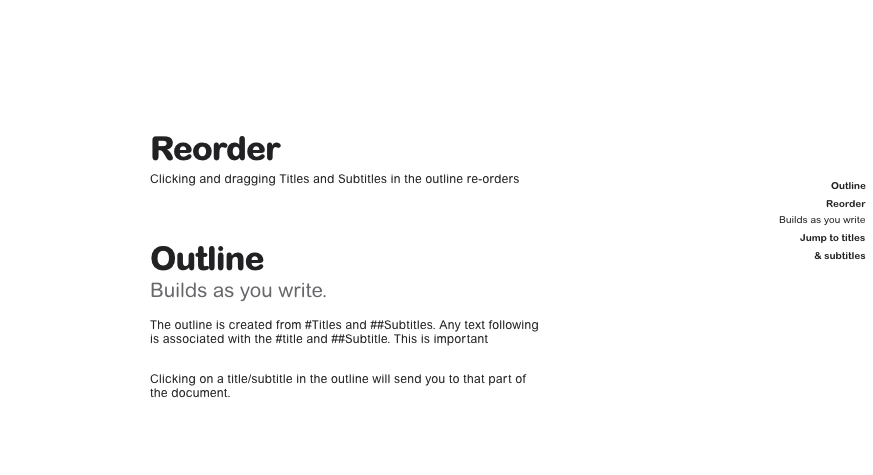 Reorder
Clicking and dragging Titles and Subtitles in the outline re-orders
Outline
Builds as you write.
The outline is created from #Titles and ##Subtitles. Any text following
is associated with the #title and ##Subtitle. This is important
Clicking on a title/subtitle in the outline will send you to that part of
the document.
Outline
Reorder
Builds as you write
Jump to titles
& subtitles